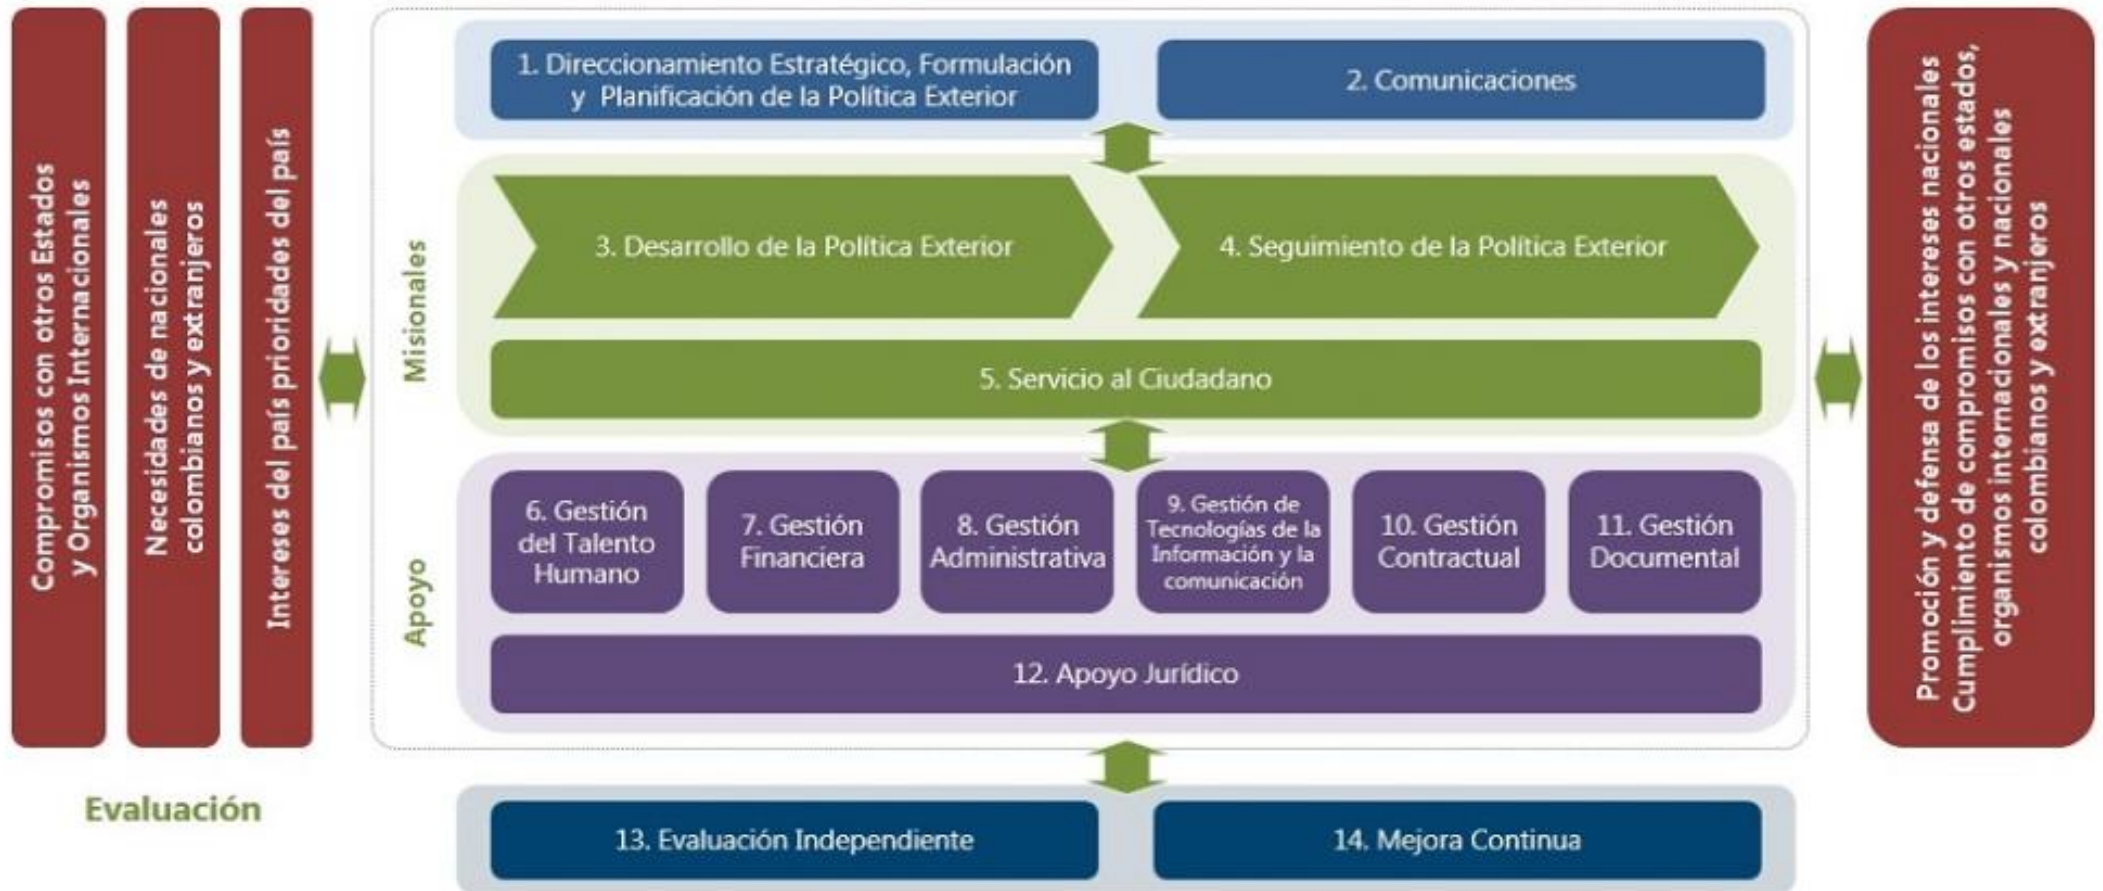 Compromisos con otros Estados
y Organismos Internacionales
Necesidades de nacionales
colombianos y extranjeros
Intereses del país prioridades del país
1. Direccionamiento Estratégico, Formulación
y Planificación de la Política Exterior
2. Comunicaciones
Misionales
3. Desarrollo de la Política Exterior
4. Seguimiento de la Política Exterior
5. Servicio al Ciudadano
Apoyo
6. Gestión
del Talento
Humano
7. Gestión
Financiera
8. Gestión
Administrativa
9. Gestión de
Tecnologías de la
Información y la
comunicación
10. Gestión
Contractual
11. Gestión
Documental
12. Apoyo Jurídico
Promoción y defensa de los intereses nacionales
Cumplimiento de compromisos con otros estados,
organismos internacionales y nacionales
colombianos y extranjeros
Evaluación
13. Evaluación Independiente
14. Mejora Continua